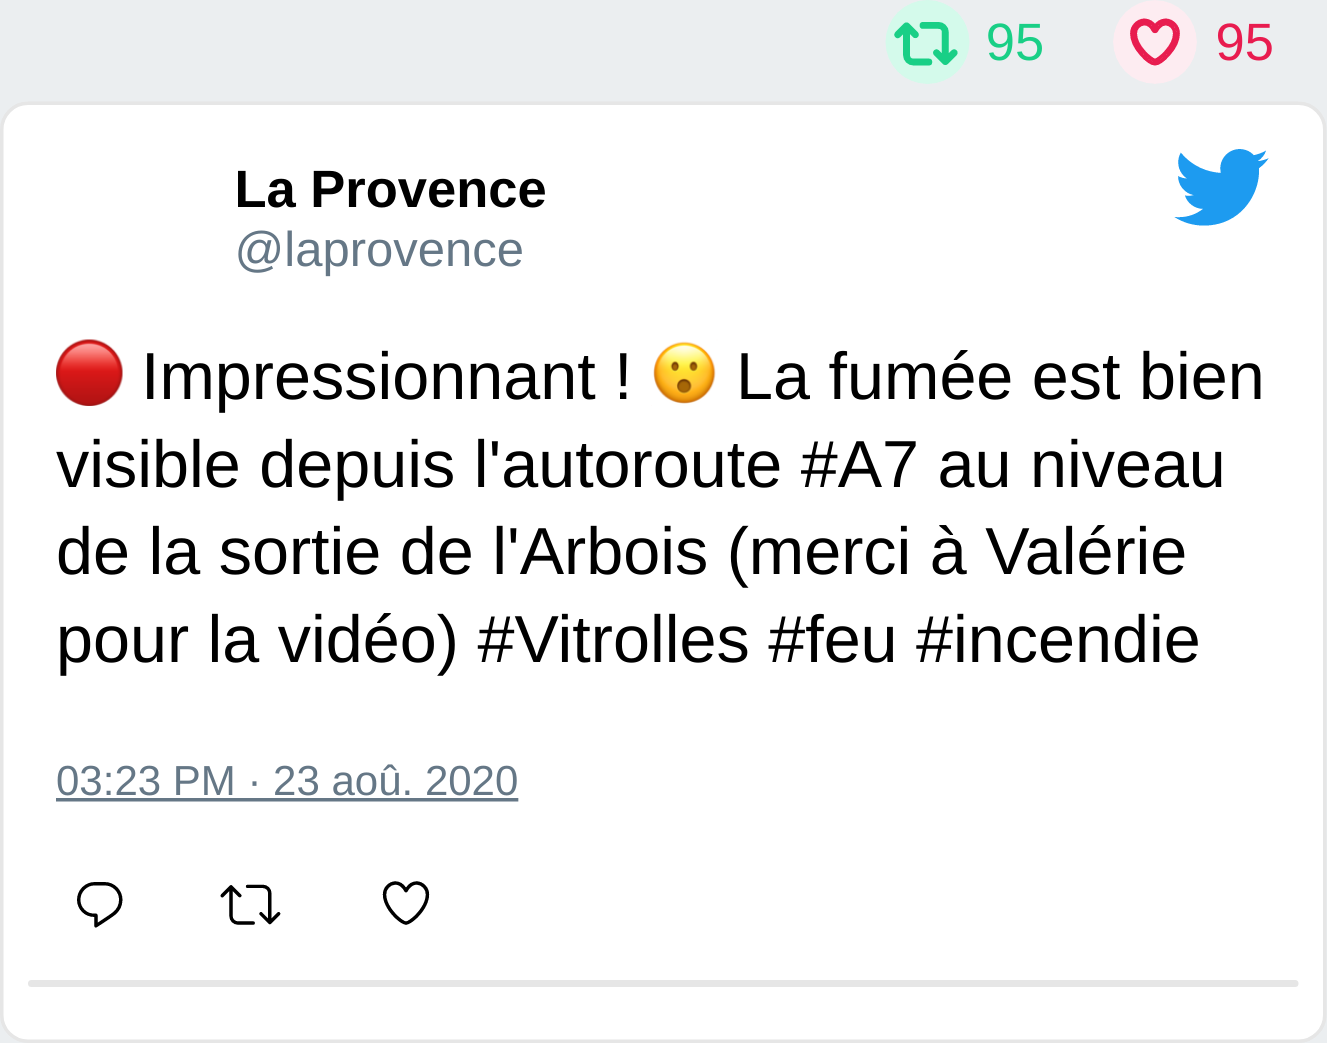 95 95
La Provence
@laprovence
🔴 Impressionnant ! 😮 La fumée est bien
visible depuis l'autoroute #A7 au niveau
de la sortie de l'Arbois (merci à Valérie
pour la vidéo) #Vitrolles #feu #incendie
03:23 PM · 23 aoû. 2020